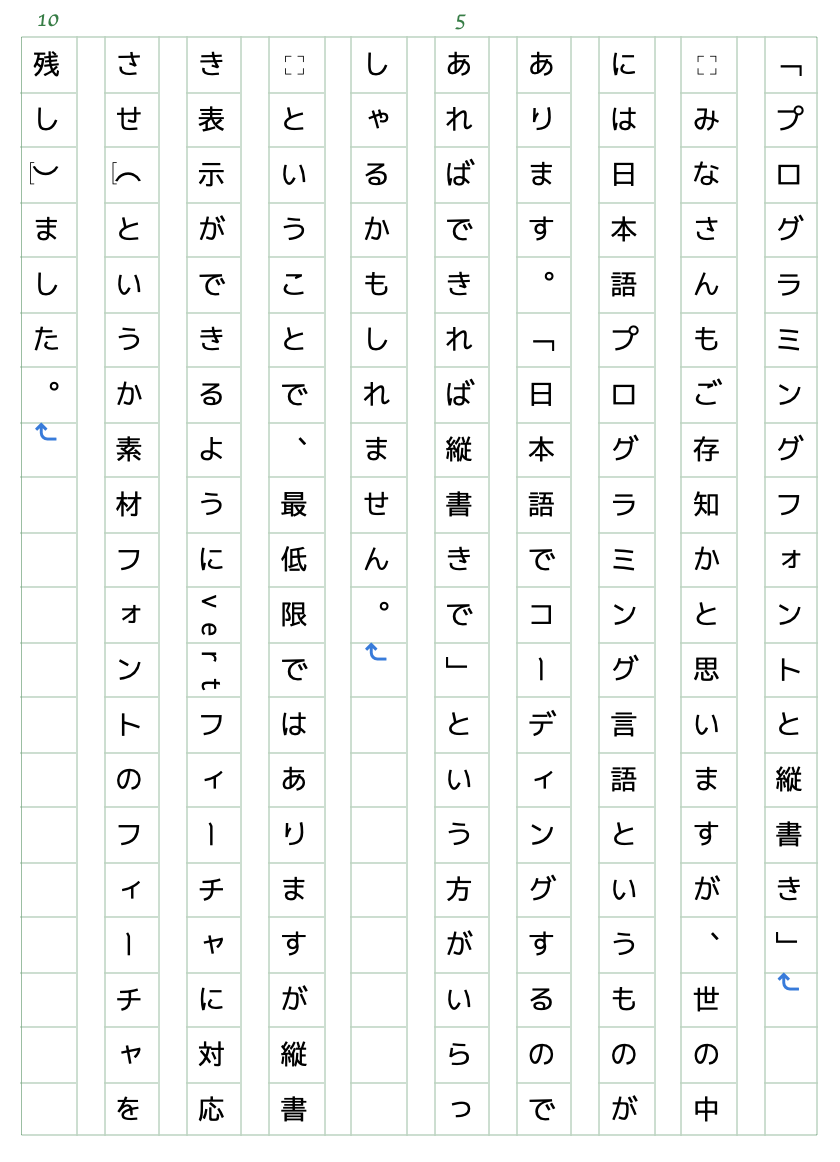 「プログラミングフォントと縦書き」
　みなさんもご存知かと思いますが、世の中
には日本語プログラミング言語というものが
あります。「日本語でコーディングするので
あればできれば縦書きで」という方がいらっ
しゃるかもしれません。
　ということで、最低限ではありますが縦書
き表示ができるようにvertフィーチャに対応
させ（というか素材フォントのフィーチャを
残し）ました。
5
10